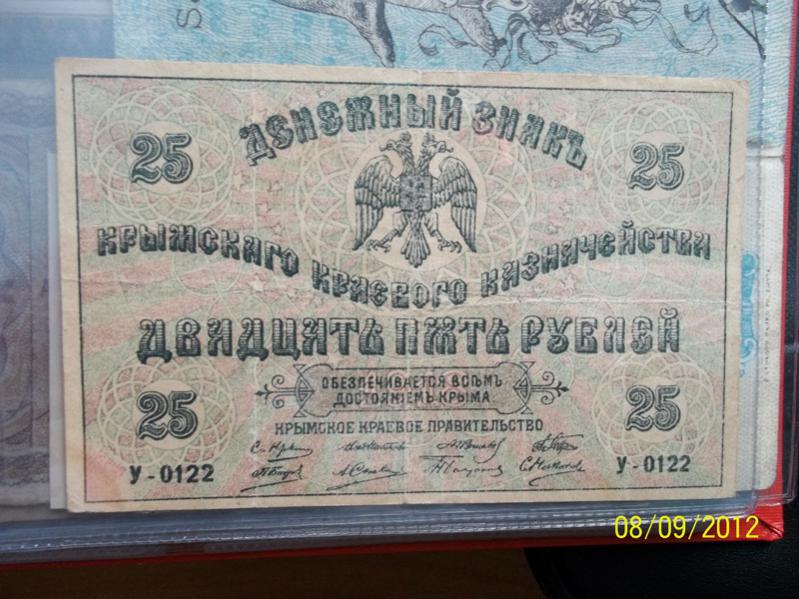 ДЕНЕЖНЫЙ ЗНАКЪ
25
25
КРЫМСКАГО КРАЕВОГО КАЗНАЧЕЙСТВА
ДВАДЦАТЬ ПЯТЬ РУБЛЕЙ
ОБЕЗПЕЧИВАЕТСЯ ВСѢМЪ
ДОСТОЯНІЕМЪ КРЫМА.
25
25
КРЫМСКОЕ КРАЕВОЕ ПРАВИТЕЛЬСТВО
У-0122
У-0122
08/09/2012